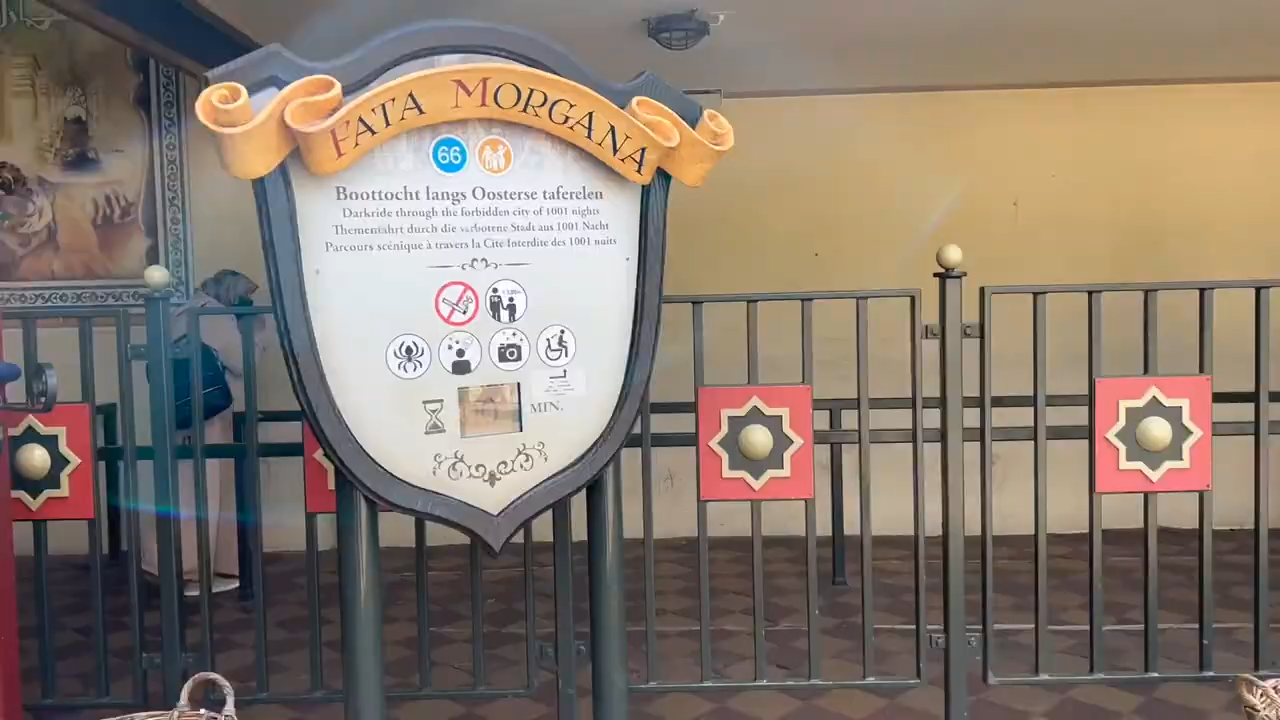 FATA MORGANA
66
Boottocht langs Oosterse taferelen
Darkride through the forbidden city of 1001 nights
Themenfahrt durch die verbotene Stadt aus 1001 Nacht
Parcours scénique à travers la Cité Interdite des 1001 nuits
MIN.